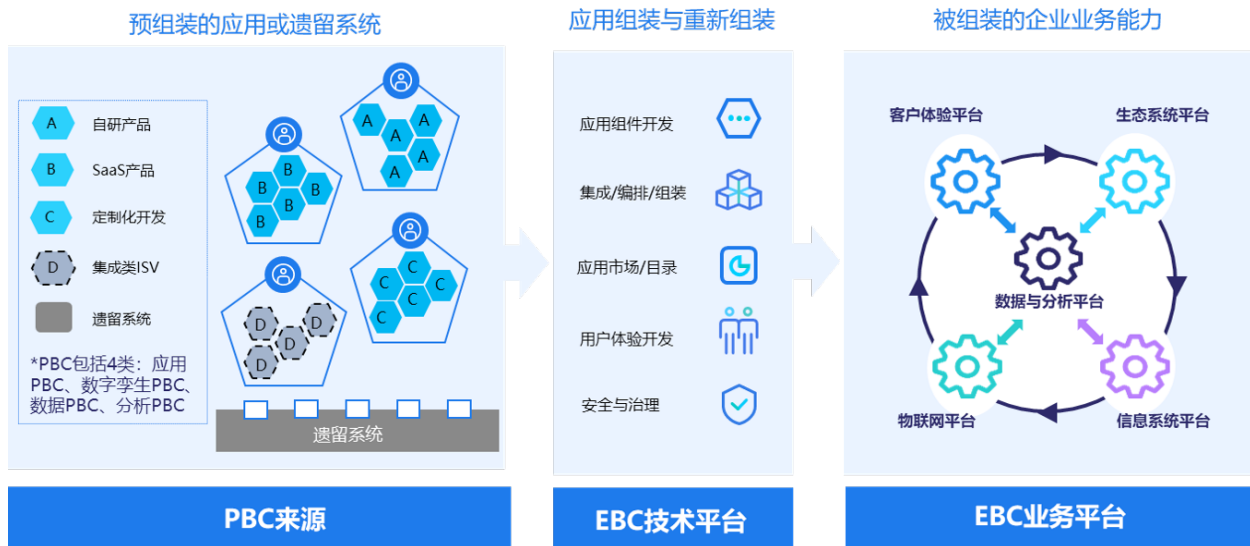 预组装的应用或遗留系统
A
自研产品
B
SaaS产品
C
定制化开发
D
集成类ISV
遗留系统
*PBC包括4类：应用
PBC、数字孪生PBC、
数据PBC、分析PBC
A
A
A
A
A
B
B
B
B
B
C
C
C
C
C
D
D
D
D
遗留系统
PBC来源
应用组装与重新组装
应用组件开发
集成/编排/组装
应用市场/目录
用户体验开发
安全与治理
EBC技术平台
被组装的企业业务能力
客户体验平台
生态系统平台
数据与分析平台
物联网平台
信息系统平台
EBC业务平台